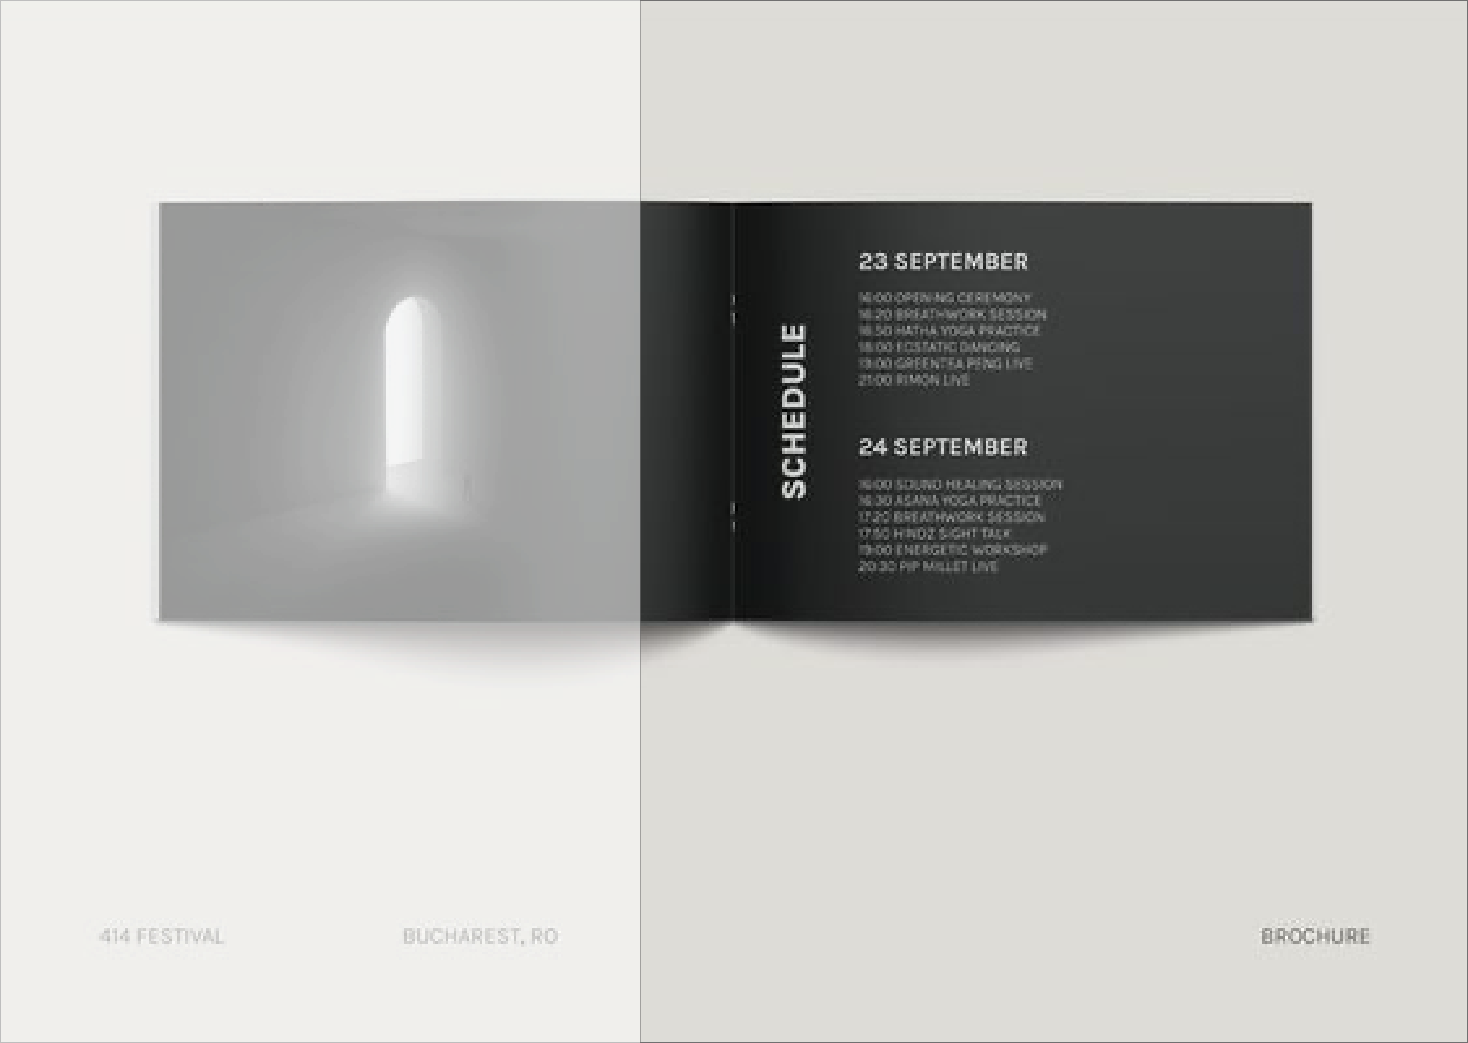 SCHEDULE
23 SEPTEMBER
16:00 OPENING CEREMONY
16:20 BREATHWORK SESSION
16:50 HATHA YOGA PRACTICE
18:00 ECSTATIC DANCING
19:00 GREENTEA PENG LIVE
21:00 RIMON LIVE
24 SEPTEMBER
16:00 SOUND HEALING SESSION
16:30 ASANA YOGA PRACTICE
17:20 BREATHWORK SESSION
17:50 HINDZ SIGHT TALK
19:00 ENERGETIC WORKSHOP
20:30 PIP MILLET LIVE
414 FESTIVAL
BUCHAREST, RO
BROCHURE